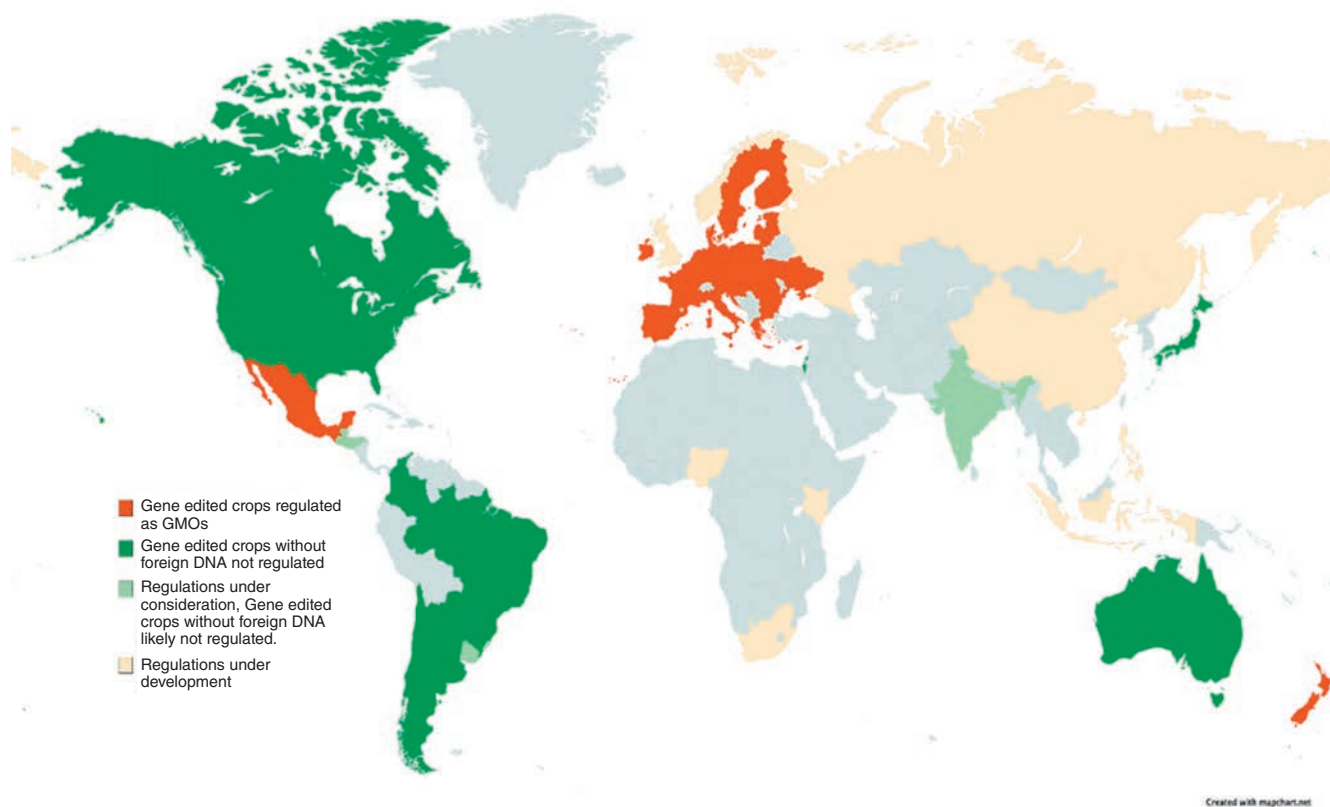 Gene edited crops regulated
as GMOs
Gene edited crops without
foreign DNA not regulated
Regulations under
consideration, Gene edited
crops without foreign DNA
likely not regulated.
Regulations under
development
Created with mapchart.net